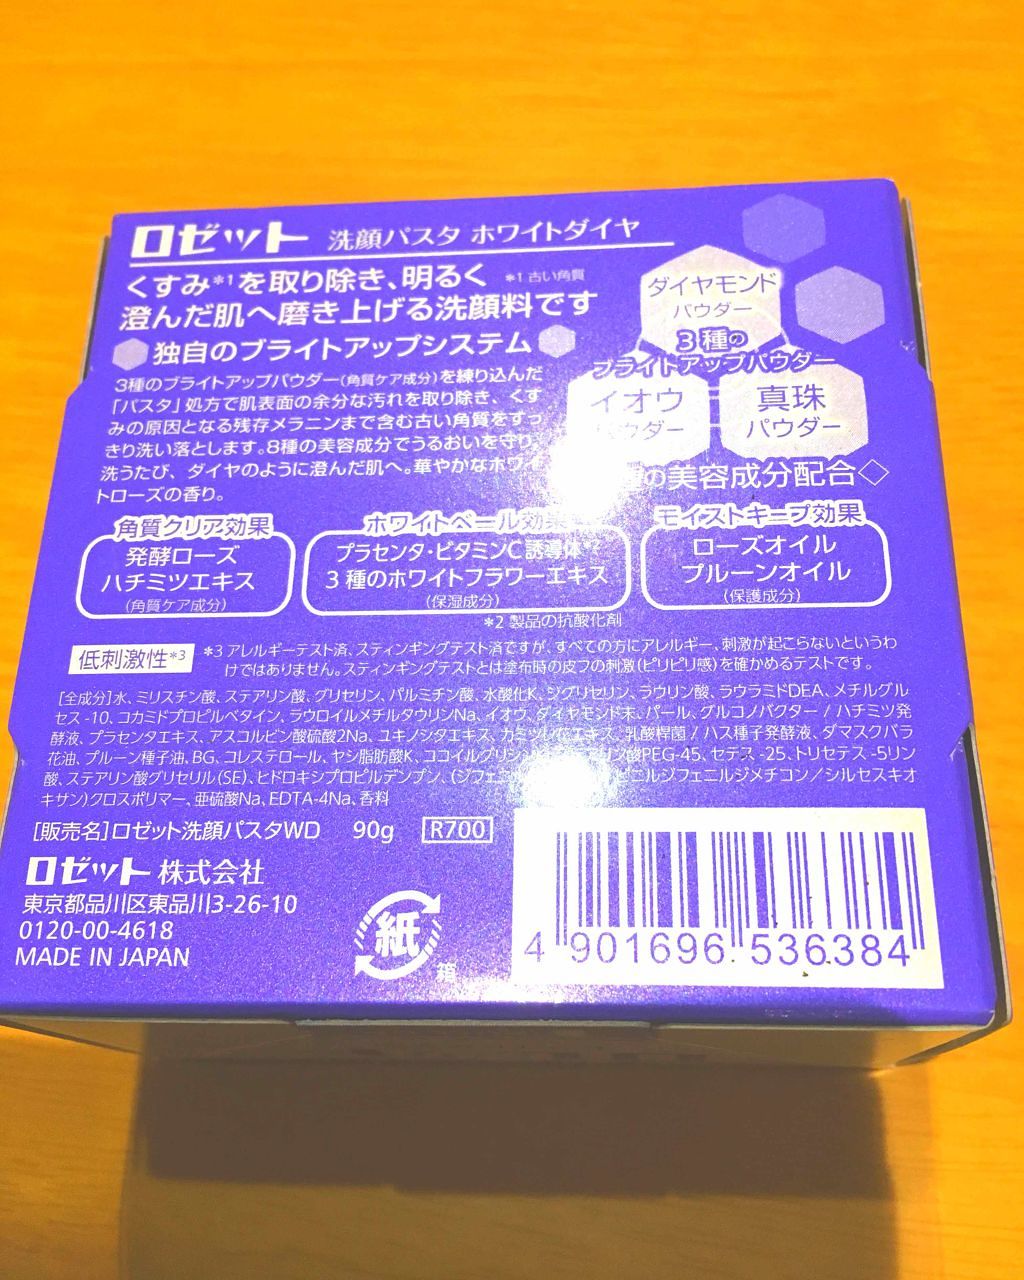 ロゼット 洗顔パスタ ホワイトダイヤ
くすみ*1を取り除き、明るく *1 古い角質
澄んだ肌へ磨き上げる洗顔料です
独自のブライトアップシステム
3種のブライトアップパウダー(角質ケア成分)を練り込んだ
「パスタ」処方で肌表面の余分な汚れを取り除き、くす
みの原因となる残存メラニンまで含む古い角質をすっ
きり洗い落とします。8種の美容成分でうるおいを守り、
洗うたび、ダイヤのように澄んだ肌へ。華やかなホワイ
トローズの香り。
ダイヤモンド
パウダー
3種の
ブライトアップパウダー
イオウ
パウダー
真珠
パウダー
の美容成分配合◇
角質クリア効果
発酵ローズ
ハチミツエキス
(角質ケア成分)
ホワイトベール効果
プラセンタ・ビタミンC誘導体*2
3種のホワイトフラワーエキス
(保湿成分)
モイストキープ効果
ローズオイル
プルーンオイル
(保護成分)
*2 製品の抗酸化剤
低刺激性*3
*3 アレルギーテスト済、スティンギングテスト済ですが、すべての方にアレルギー、刺激が起こらないというわ
けではありません。スティンギングテストとは塗布時の皮フの刺激(ピリピリ感)を確かめるテストです。
[全成分]水、ミリスチン酸、ステアリン酸、グリセリン、パルミチン酸、水酸化K、ジグリセリン、ラウリン酸、ラウラミドDEA、メチルグル
セス-10、コカミドプロピルベタイン、ラウロイルメチルタウリンNa、イオウ、ダイヤモンド末、パール、グルコノバクター/ハチミツ発
酵液、プラセンタエキス、アスコルビン酸硫酸2Na、ユキノシタエキス、カミツレ花エキス、乳酸桿菌/ハス種子発酵液、ダマスクバラ
花油、プルーン種子油、BG、コレステロール、ヤシ脂肪酸K、ココイルグリシン 酸PEG-45、セテス-25、トリセテス-5リン
酸、ステアリン酸グリセリル(SE)、ヒドロキシプロピルデンプン、(ジフェ ビニルジフェニルジメチコン/シルセスキオ
キサン)クロスポリマー、亜硫酸Na、EDTA-4Na、香料
[販売名]ロゼット洗顔パスタWD 90g R700
ロゼット株式会社
東京都品川区東品川3-26-10
0120-00-4618
MADE IN JAPAN
紙
箱
4 901696 536384